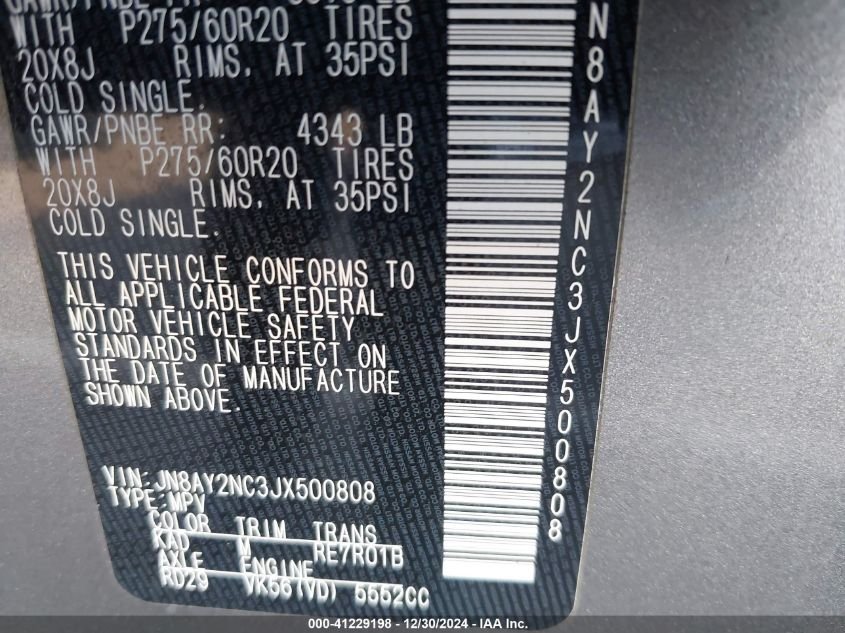 GAWR/PNBE
WITH P275/60R20 TIRES
20X8J RIMS, AT 35PSI
COLD SINGLE.
GAWR/PNBE RR: 4343 LB
WITH P275/60R20 TIRES
20X8J RIMS, AT 35PSI
COLD SINGLE.
THIS VEHICLE CONFORMS TO
ALL APPLICABLE FEDERAL
MOTOR VEHICLE SAFETY
STANDARDS IN EFFECT ON
THE DATE OF MANUFACTURE
SHOWN ABOVE.
VIN:JN8AY2NC3JX500808
TYPE:MPV
COLOR TRIM TRANS
KAD M RE7R01B
AXLE ENGINE
RD29 VK56(VD) 5552CC
N8AY2NC3JX500808
000-41229198 - 12/30/2024 - IAA Inc.